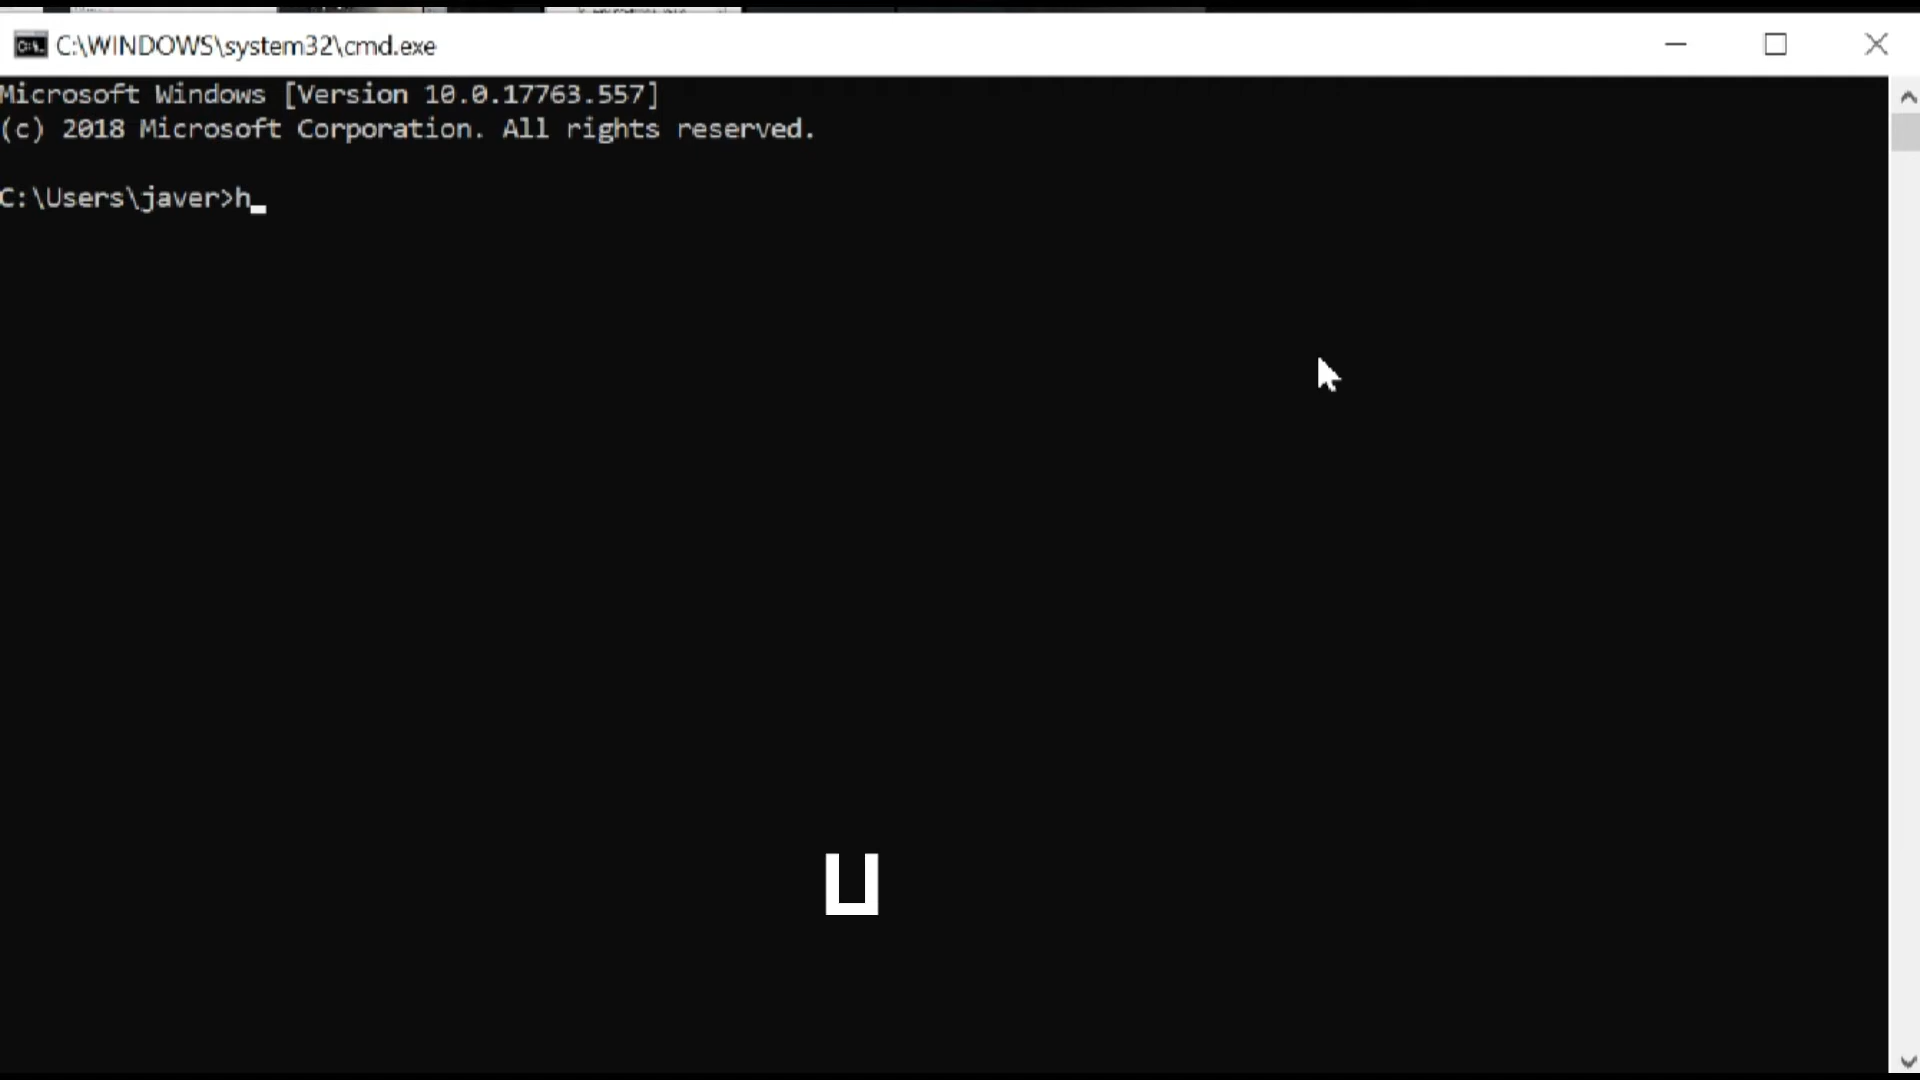 C:\WINDOWS\system32\cmd.exe
Microsoft Windows [Version 10.0.17763.557]
(c) 2018 Microsoft Corporation. All rights reserved.
C:\Users\javer>h_